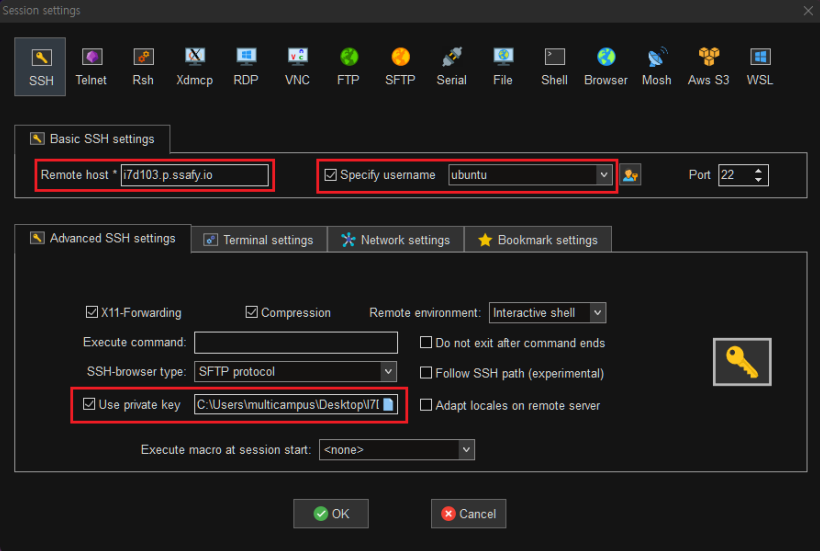 Session settings
SSH Telnet Rsh Xdmcp RDP VNC FTP SFTP Serial File Shell Browser Mosh Aws S3 WSL
Basic SSH settings
Remote host * i7d103.p.ssafy.io Specify username ubuntu Port 22
Advanced SSH settings Terminal settings Network settings Bookmark settings
X11-Forwarding Compression Remote environment: Interactive shell
Execute command: Do not exit after command ends
SSH-browser type: SFTP protocol Follow SSH path (experimental)
Use private key C:\Users\multicampus\Desktop\I7 Adapt locales on remote server
Execute macro at session start: <none>
OK Cancel